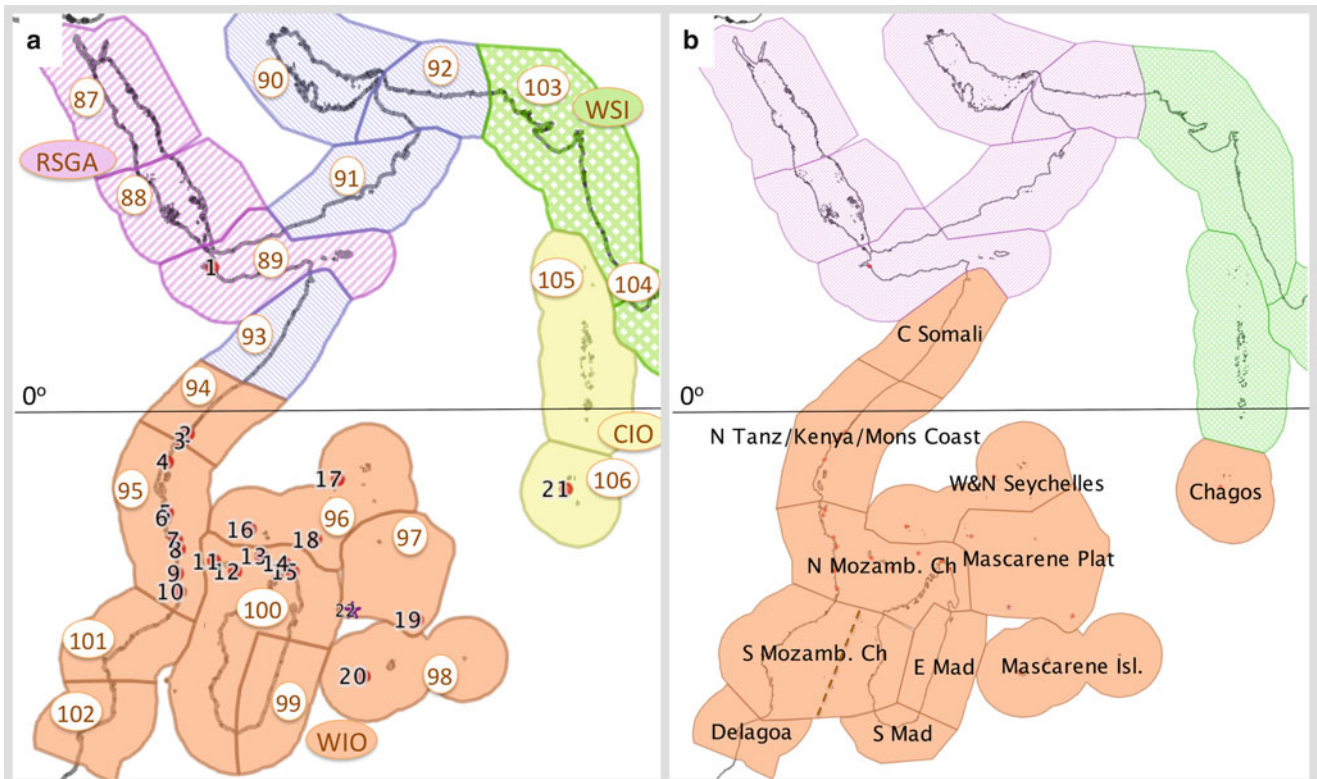 a
87
90
92
103
WSI
RSGA
88
91
89
1
105
104
93
94
0°
2
3
4
95
5
6
7
8
9
10
17
96
16
18
97
11
12
13
14
15
CIO
106
21
100
22
19
101
20
98
102
99
WIO
b
C Somali
0°
N Tanz/Kenya/Mons Coast
W&N Seychelles
Chagos
N Mozamb. Ch
Mascarene Plat
S Mozamb. Ch
E Mad
Mascarene Isl.
Delagoa
S Mad